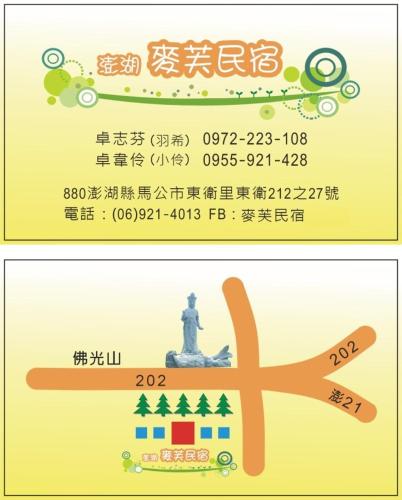 澎湖 麥芙民宿
卓志芬(羽希) 0972-223-108
卓韋伶(小伶) 0955-921-428
880澎湖縣馬公市東衛里東衛212之27號
電話：(06)921-4013 FB：麥芙民宿
佛光山
202
202
澎21
澎湖 麥芙民宿